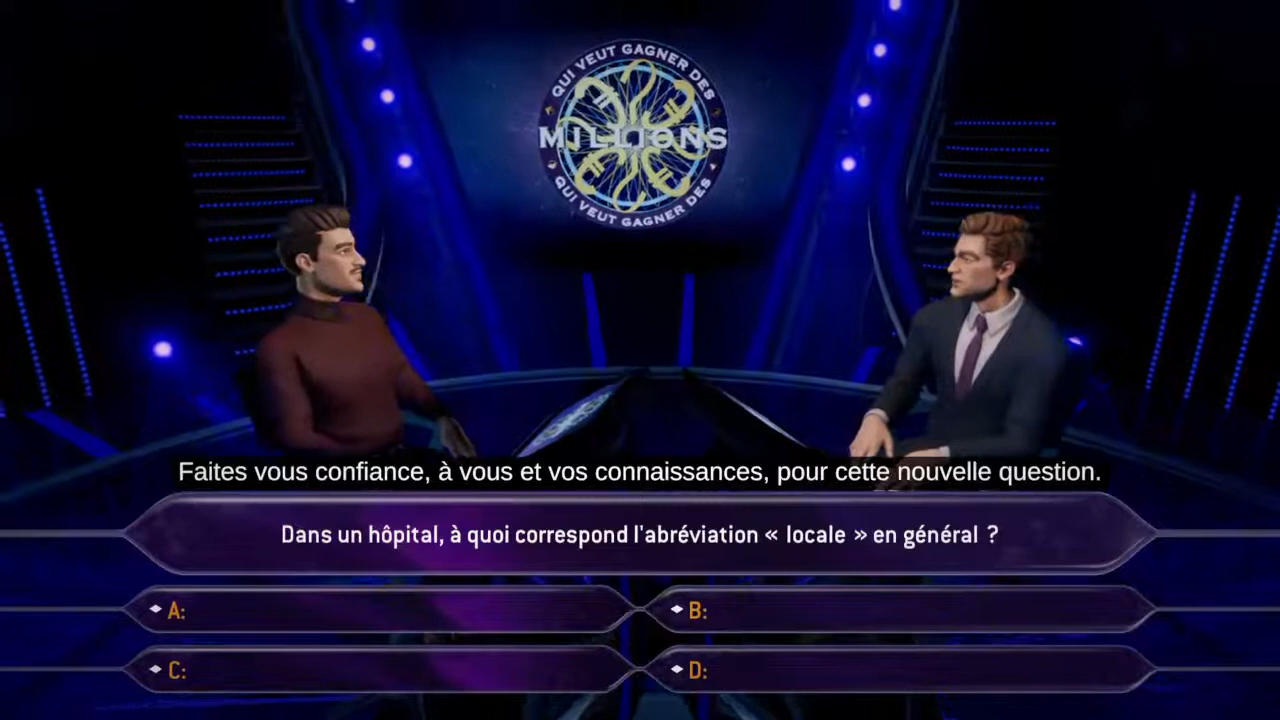 QUI VEUT GAGNER DES
MILLIONS
QUI VEUT GAGNER DES
Faites vous confiance, à vous et vos connaissances, pour cette nouvelle question.
Dans un hôpital, à quoi correspond l'abréviation « locale » en général ?
A:
B:
C:
D: